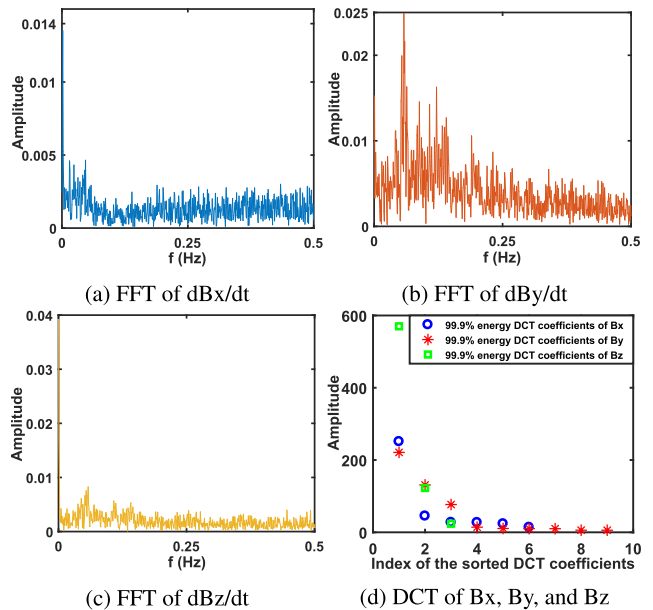 0.014
0.01
0.005
0
Amplitude
0
0.25
0.5
f (Hz)
(a) FFT of dBx/dt
0.025
0.02
0.015
0.01
0.005
0
Amplitude
0
0.25
0.5
f (Hz)
(b) FFT of dBy/dt
0.04
0.03
0.02
0.01
0
Amplitude
0
0.25
0.5
f (Hz)
(c) FFT of dBz/dt
600
400
200
0
Amplitude
99.9% energy DCT coefficients of Bx
99.9% energy DCT coefficients of By
99.9% energy DCT coefficients of Bz
0
2
4
6
8
10
Index of the sorted DCT coefficients
(d) DCT of Bx, By, and Bz